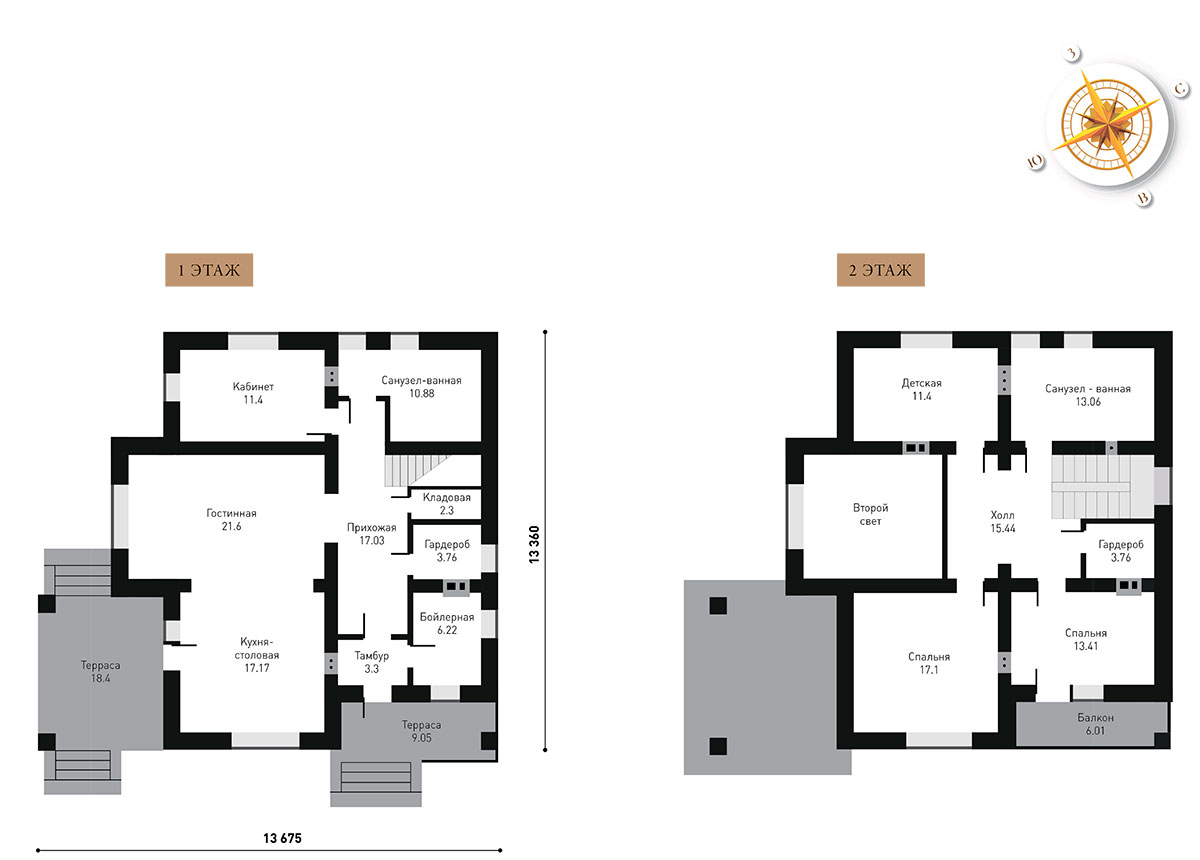 З
С
Ю
В
1 ЭТАЖ
2 ЭТАЖ
Кабинет
11.4
Санузел-ванная
10.88
Гостинная
21.6
Кладовая
2.3
Прихожая
17.03
Гардероб
3.76
Бойлерная
6.22
Кухня-
столовая
17.17
Тамбур
3.3
Терраса
18.4
Терраса
9.05
13 360
13 675
Детская
11.4
Санузел - ванная
13.06
Второй
свет
Холл
15.44
Гардероб
3.76
Спальня
13.41
Спальня
17.1
Балкон
6.01